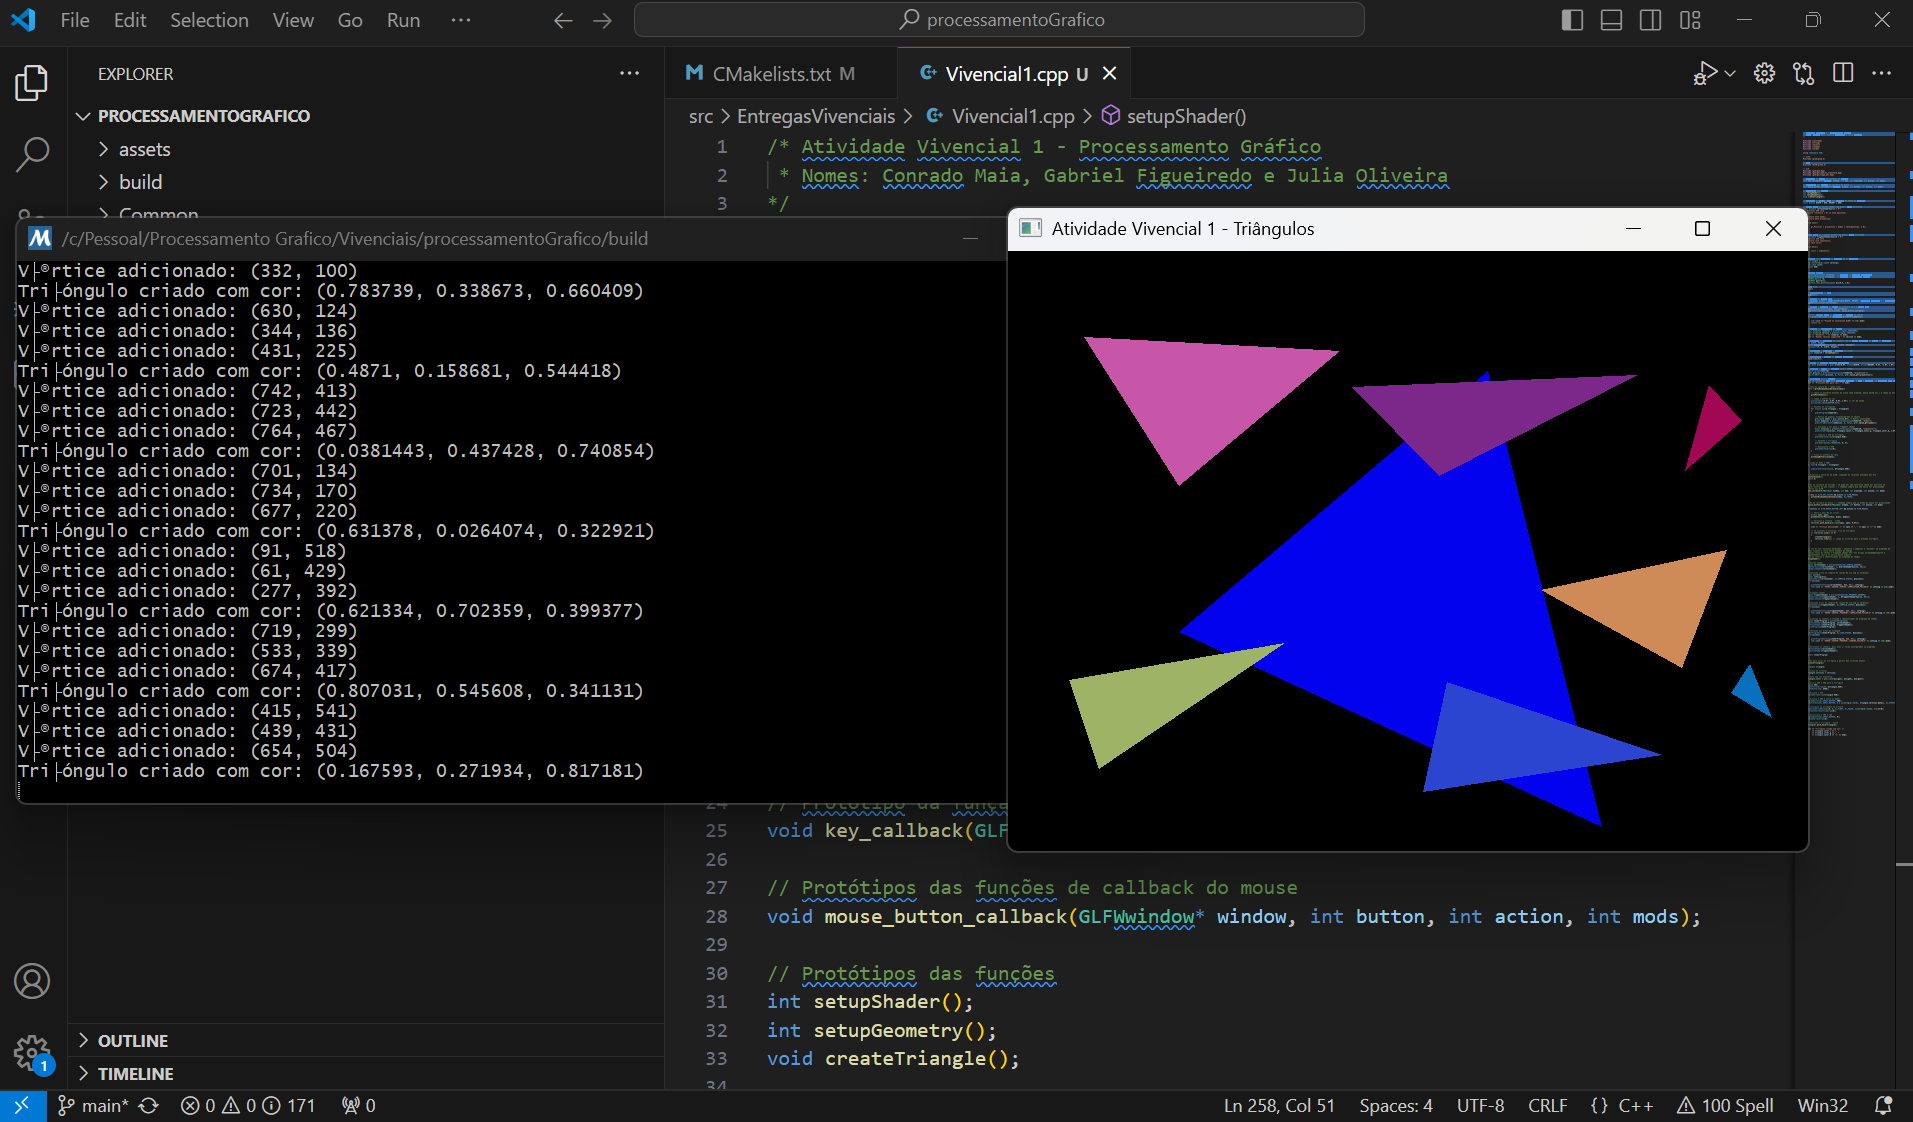 File Edit Selection View Go Run ···
processamentoGrafico
EXPLORER
PROCESSAMENTOGRAFICO
assets
build
Common
CMakelists.txt M
Vivencial1.cpp U
src > EntregasVivenciais > Vivencial1.cpp > setupShader()
1 /* Atividade Vivencial 1 - Processamento Gráfico
2 * Nomes: Conrado Maia, Gabriel Figueiredo e Julia Oliveira
3 */
/c/Pessoal/Processamento Grafico/Vivenciais/processamentoGrafico/build
V├®rtice adicionado: (332, 100)
Tri├óngulo criado com cor: (0.783739, 0.338673, 0.660409)
V├®rtice adicionado: (630, 124)
V├®rtice adicionado: (344, 136)
V├®rtice adicionado: (431, 225)
Tri├óngulo criado com cor: (0.4871, 0.158681, 0.544418)
V├®rtice adicionado: (742, 413)
V├®rtice adicionado: (723, 442)
V├®rtice adicionado: (764, 467)
Tri├óngulo criado com cor: (0.0381443, 0.437428, 0.740854)
V├®rtice adicionado: (701, 134)
V├®rtice adicionado: (734, 170)
V├®rtice adicionado: (677, 220)
Tri├óngulo criado com cor: (0.631378, 0.0264074, 0.322921)
V├®rtice adicionado: (91, 518)
V├®rtice adicionado: (61, 429)
V├®rtice adicionado: (277, 392)
Tri├óngulo criado com cor: (0.621334, 0.702359, 0.399377)
V├®rtice adicionado: (719, 299)
V├®rtice adicionado: (533, 339)
V├®rtice adicionado: (674, 417)
Tri├óngulo criado com cor: (0.807031, 0.545608, 0.341131)
V├®rtice adicionado: (415, 541)
V├®rtice adicionado: (439, 431)
V├®rtice adicionado: (654, 504)
Tri├óngulo criado com cor: (0.167593, 0.271934, 0.817181)
Atividade Vivencial 1 - Triângulos
24 // Protótipo da funça
25 void key_callback(GLF
26
27 // Protótipos das funções de callback do mouse
28 void mouse_button_callback(GLFWwindow* window, int button, int action, int mods);
29
30 // Protótipos das funções
31 int setupShader();
32 int setupGeometry();
33 void createTriangle();
34
OUTLINE
TIMELINE
1
main* 0 0 171 0
Ln 258, Col 51 Spaces: 4 UTF-8 CRLF {} C++ 100 Spell Win32